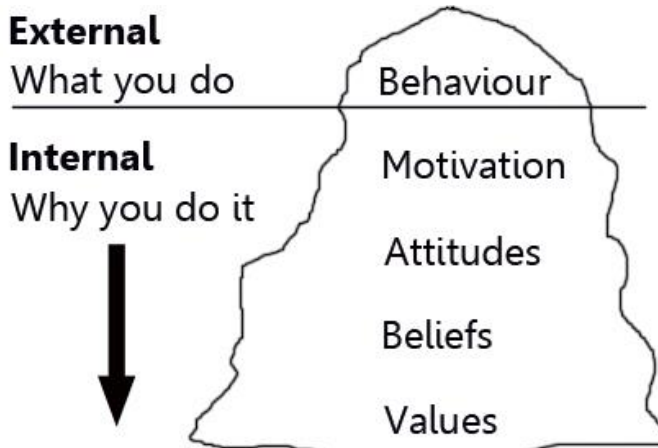 External
What you do
Behaviour
Internal
Motivation
Why you do it
Attitudes
Beliefs
Values